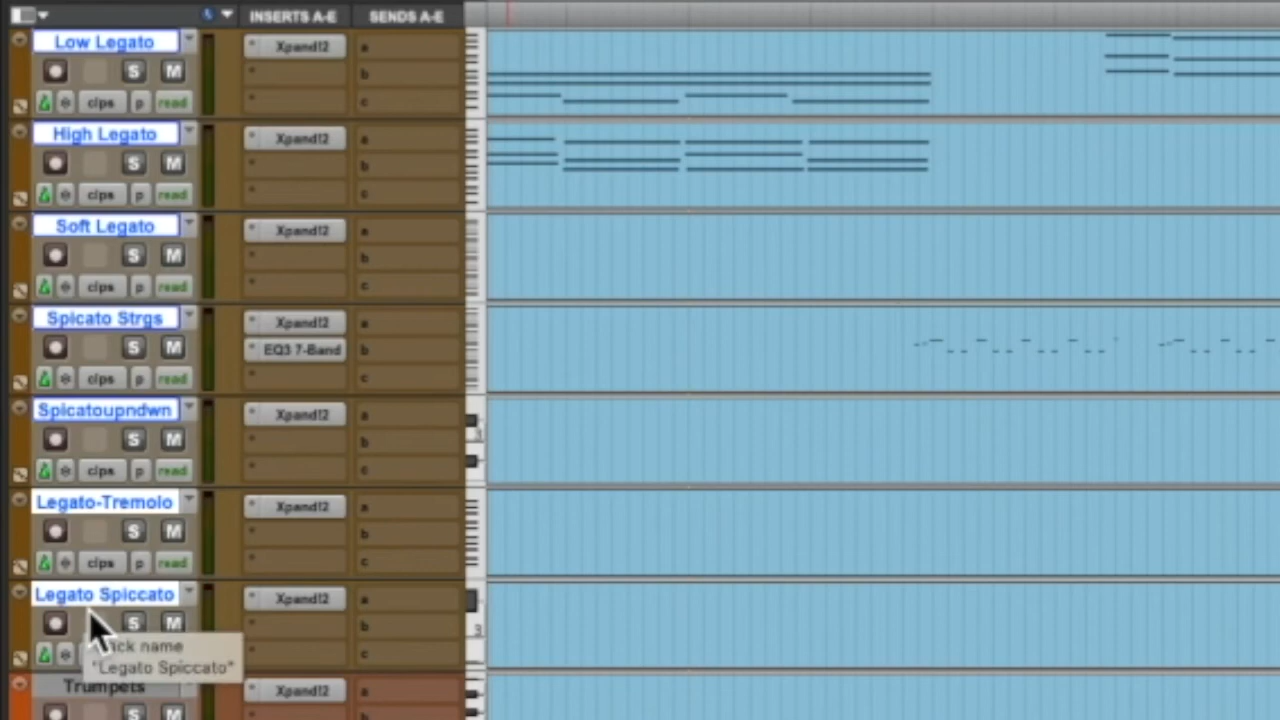 INSERTS A-E SENDS A-E
Low Legato Xpand!2 a
S M b
clps p read c
High Legato Xpand!2 a
S M b
clps p read c
Soft Legato Xpand!2 a
S M b
clps p read c
Spicato Strgs Xpand!2 a
S M EQ3 7-Band b
clps p read c
Spicatoupndwn Xpand!2 a
S M b
clps p read c
Legato-Tremolo Xpand!2 a
S M b
clps p read c
Legato Spiccato Xpand!2 a
S M b 3
name c
"Legato Spiccato"
Trumpets Xpand!2 a
S M b